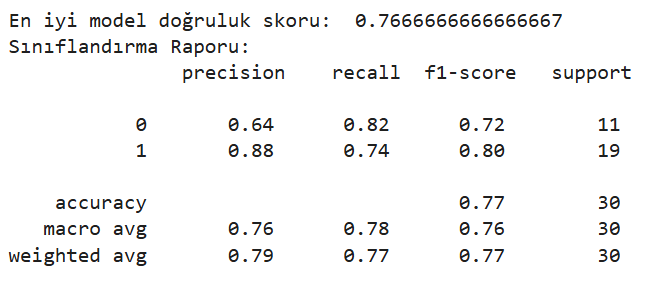 En iyi model doğruluk skoru:  0.7666666666666667
Sınıflandırma Raporu:
precision    recall  f1-score   support
0       0.64      0.82      0.72        11
1       0.88      0.74      0.80        19
accuracy                           0.77        30
macro avg       0.76      0.78      0.76        30
weighted avg       0.79      0.77      0.77        30